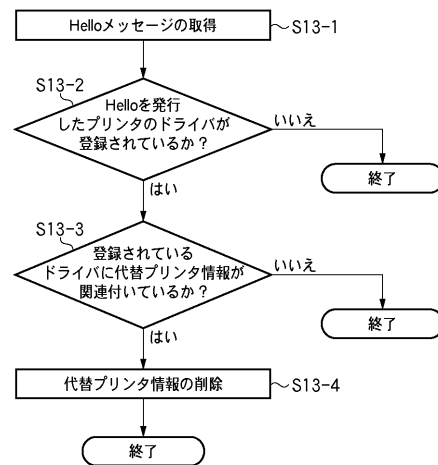 Helloメッセージの取得
S13-1
S13-2
Helloを発行
したプリンタのドライバが
登録されているか？
いいえ
終了
はい
S13-3
登録されている
ドライバに代替プリンタ情報が
関連付いているか？
いいえ
終了
はい
代替プリンタ情報の削除
S13-4
終了